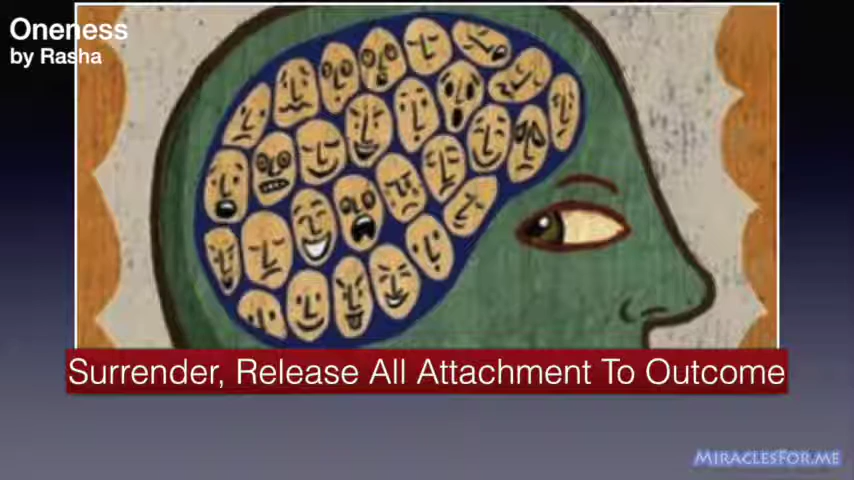 Oneness
by Rasha
Surrender, Release All Attachment To Outcome
MiraclesFor.me